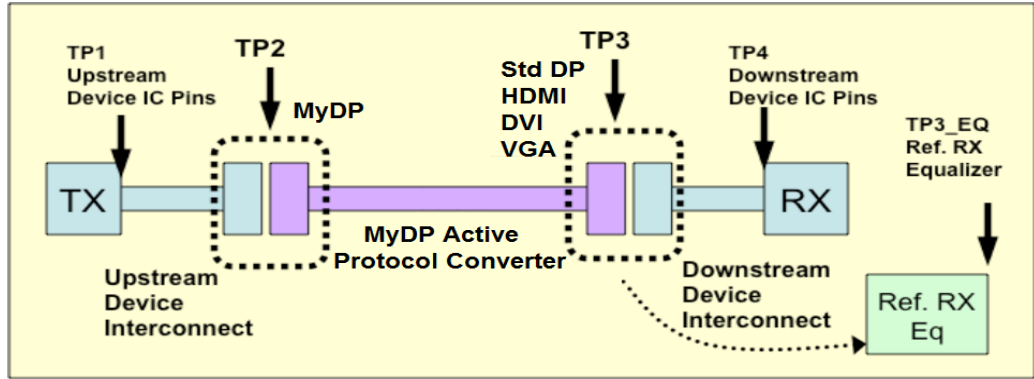 TP1
Upstream
Device IC Pins
TP2
MyDP
TP3
Std DP
HDMI
DVI
VGA
TP4
Downstream
Device IC Pins
TP3_EQ
Ref. RX
Equalizer
TX
RX
MyDP Active
Protocol Converter
Upstream
Device
Interconnect
Downstream
Device
Interconnect
Ref. RX
Eq